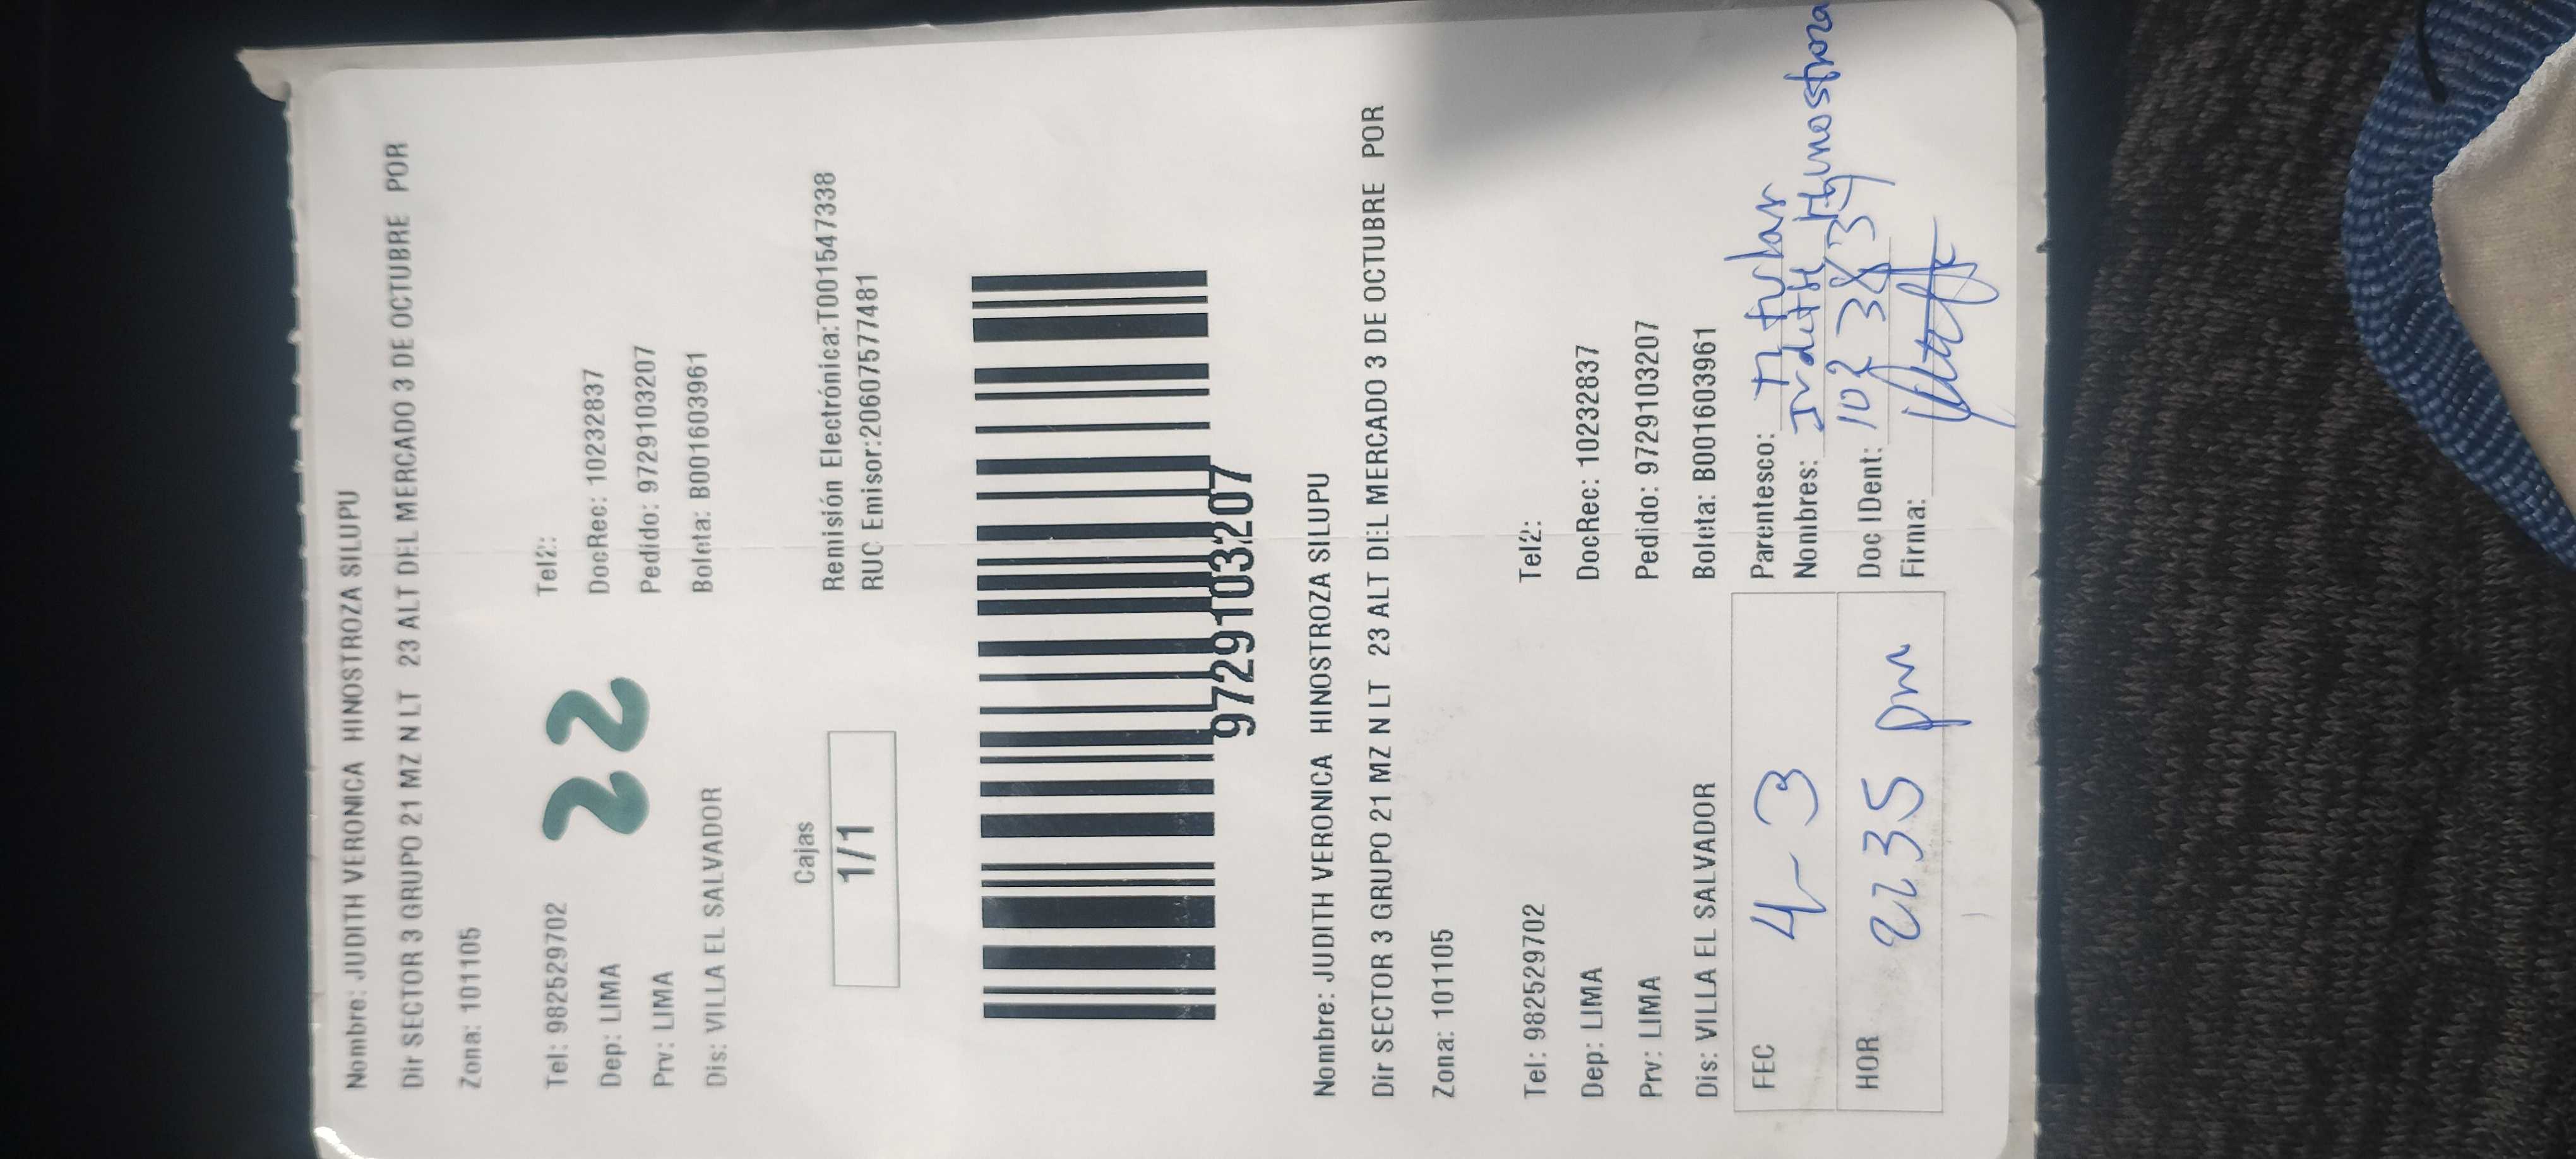 Nombre: JUDITH VERONICA HINOSTROZA SILUPU
Dir SECTOR 3 GRUPO 21 MZ N LT 23 ALT DEL MERCADO 3 DE OCTUBRE POR
Zona: 101105
Tel: 982529702 Tel2:
22
Dep: LIMA DocRec: 10232837
Prv: LIMA Pedido: 9729103207
Dis: VILLA EL SALVADOR Boleta: B001603961
Cajas
1/1
Remisión Electrónica:T001547338
RUC Emisor:20607577481
9729103207
Nombre: JUDITH VERONICA HINOSTROZA SILUPU
Dir SECTOR 3 GRUPO 21 MZ N LT 23 ALT DEL MERCADO 3 DE OCTUBRE POR
Zona: 101105
Tel: 982529702 Tel2:
Dep: LIMA DocRec: 10232837
Prv: LIMA Pedido: 9729103207
Dis: VILLA EL SALVADOR Boleta: B001603961
FEC 4-3
Parentesco: Titular
Nombres: Judith Hinostroza
HOR 2235 pm
Doc IDent:
Firma: